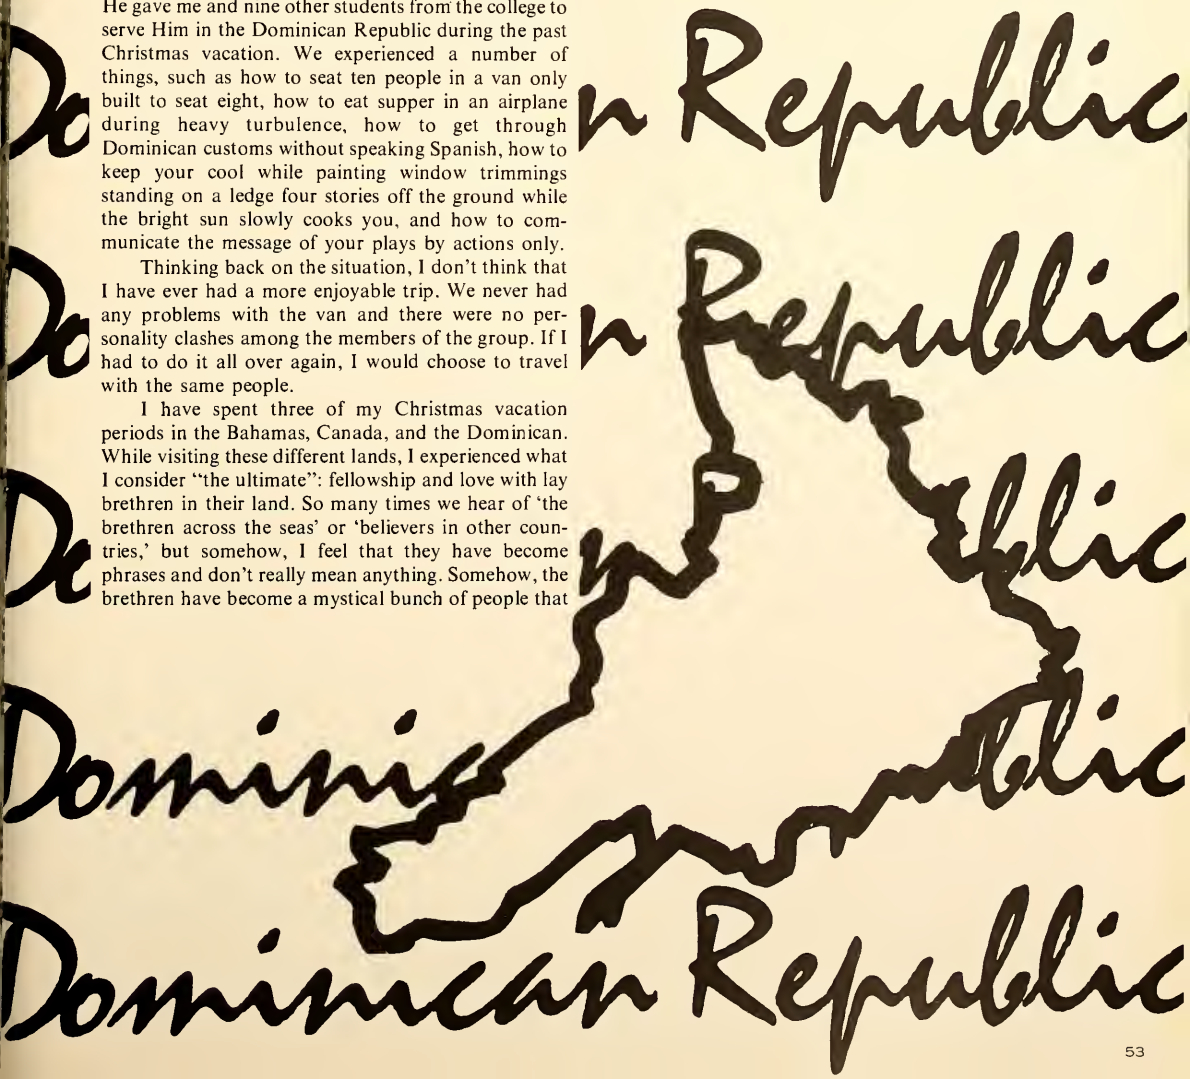 He gave me and nine other students from the college to
serve Him in the Dominican Republic during the past
Christmas vacation. We experienced a number of
things, such as how to seat ten people in a van only
built to seat eight, how to eat supper in an airplane
during heavy turbulence, how to get through
Dominican customs without speaking Spanish, how to
keep your cool while painting window trimmings
standing on a ledge four stories off the ground while
the bright sun slowly cooks you, and how to com-
municate the message of your plays by actions only.
Thinking back on the situation, I don't think that
I have ever had a more enjoyable trip. We never had
any problems with the van and there were no per-
sonality clashes among the members of the group. If I
had to do it all over again, I would choose to travel
with the same people.
I have spent three of my Christmas vacation
periods in the Bahamas, Canada, and the Dominican.
While visiting these different lands, I experienced what
I consider “the ultimate”: fellowship and love with lay
brethren in their land. So many times we hear of ‘the
brethren across the seas’ or ‘believers in other coun-
tries,’ but somehow, I feel that they have become
phrases and don't really mean anything. Somehow, the
brethren have become a mystical bunch of people that
Do n Republic
Do n Republic
Do n blic
Dominic blic
Dominican Republic
53